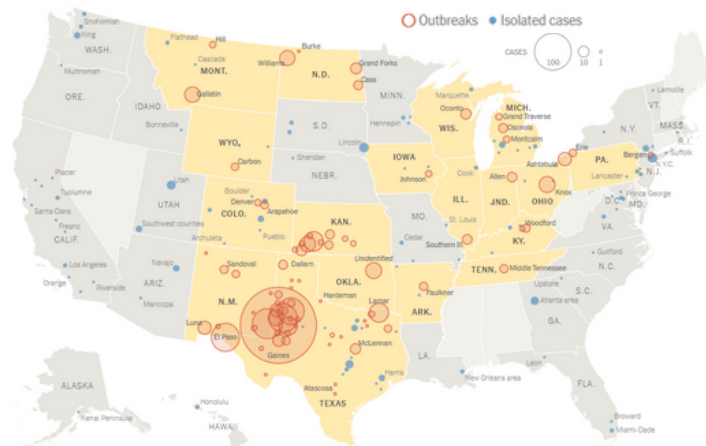 Outbreaks
Isolated cases
CASES
100
10
1
Snohomish
King
WASH.
Multnomah
ORE.
IDAHO
Bonneville
Flathead
Hill
Cascade
MONT.
Gallatin
Burke
Williams
N.D.
Grand Forks
Cass
MINN.
Hennepin
S.D.
Lincoln
WYO.
Carbon
Sheridan
NEBR.
IOWA
Johnson
Marquette
Oconto
WIS.
MICH.
Grand Traverse
Osceola
Montcalm
Cook
Allen
Ashtabula
Erie
PA.
Lamoille
VT.
MASS.
R.I.
N.Y.
Bergen
Suffolk
N.Y.C.
N.J.
Lancaster
Prince George
D.C.
MD.
VA.
Placer
Tuolumne
Santa Clara
Fresno
CALIF.
Los Angeles
Orange
Riverside
Utah
UTAH
Southwest counties
Navajo
ARIZ.
Maricopa
Boulder
Denver
Arapahoe
COLO.
Pueblo
Archuleta
KAN.
MO.
St. Louis
Cedar
ILL.
IND.
OHIO
Knox
Southern Ill.
Woodford
KY.
TENN.
Middle Tennessee
Guilford
N.C.
Upstate
S.C.
Atlanta area
GA.
Sandoval
N.M.
Luna
El Paso
Dallam
Unidentified
OKLA.
Hardeman
Lamar
Faulkner
ARK.
Gaines
McLennan
Atascosa
TEXAS
Harris
LA.
New Orleans area
Leon
FLA.
Broward
Miami-Dade
ALASKA
Kenai Peninsula
Honolulu
HAWAII